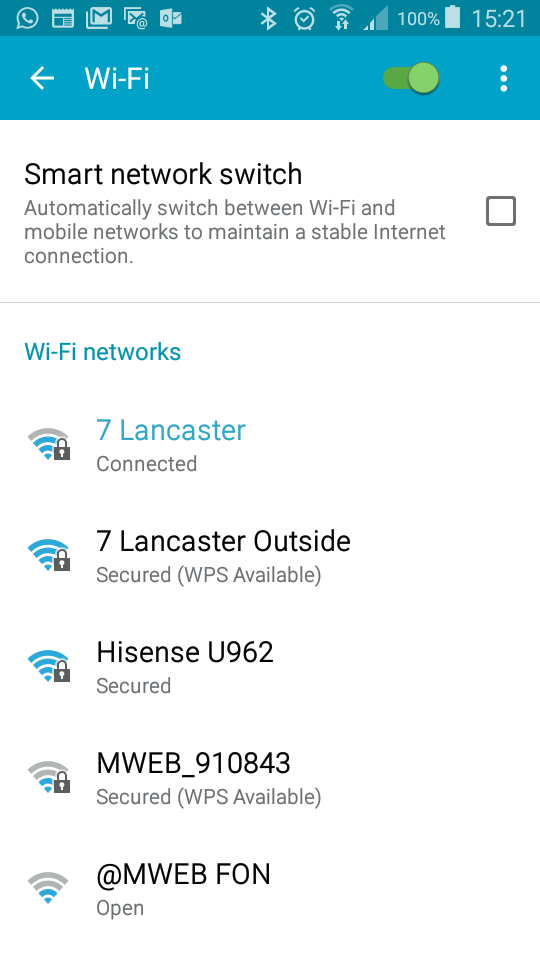 100% 15:21
Wi-Fi
Smart network switch
Automatically switch between Wi-Fi and
mobile networks to maintain a stable Internet
connection.
Wi-Fi networks
7 Lancaster
Connected
7 Lancaster Outside
Secured (WPS Available)
Hisense U962
Secured
MWEB_910843
Secured (WPS Available)
@MWEB FON
Open